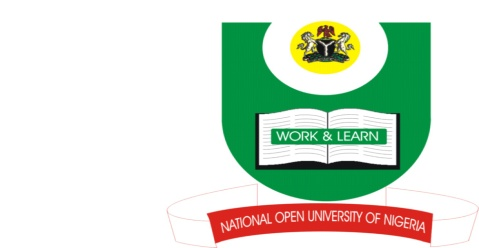 WORK & LEARN
NATIONAL OPEN UNIVERSITY OF NIGERIA